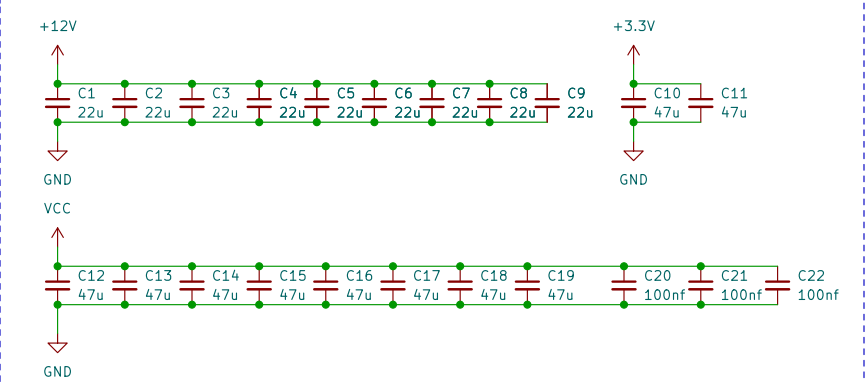 +12V +3.3V
C1 C2 C3 C4 C5 C6 C7 C8 C9 C10 C11
22u 22u 22u 22u 22u 22u 22u 22u 22u 47u 47u
GND GND
VCC
C12 C13 C14 C15 C16 C17 C18 C19 C20 C21 C22
47u 47u 47u 47u 47u 47u 47u 47u 100nf 100nf 100nf
GND